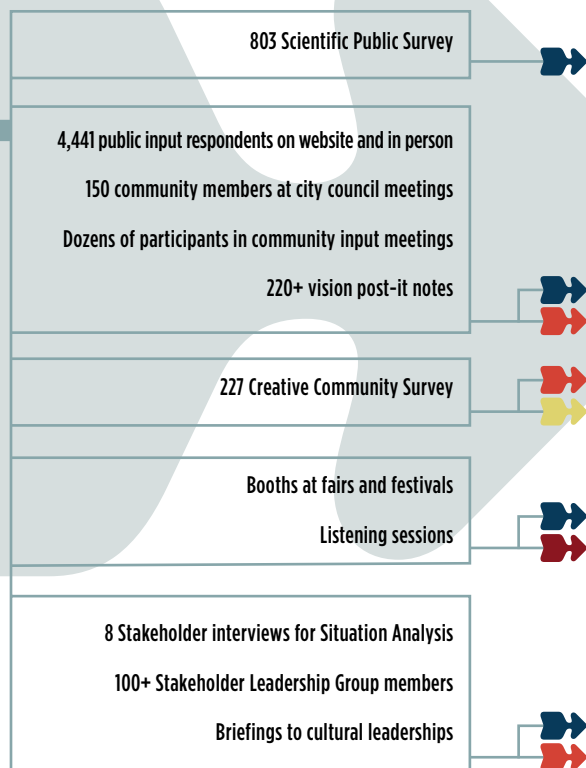 803 Scientific Public Survey
4,441 public input respondents on website and in person
150 community members at city council meetings
Dozens of participants in community input meetings
220+ vision post-it notes
227 Creative Community Survey
Booths at fairs and festivals
Listening sessions
8 Stakeholder interviews for Situation Analysis
100+ Stakeholder Leadership Group members
Briefings to cultural leaderships